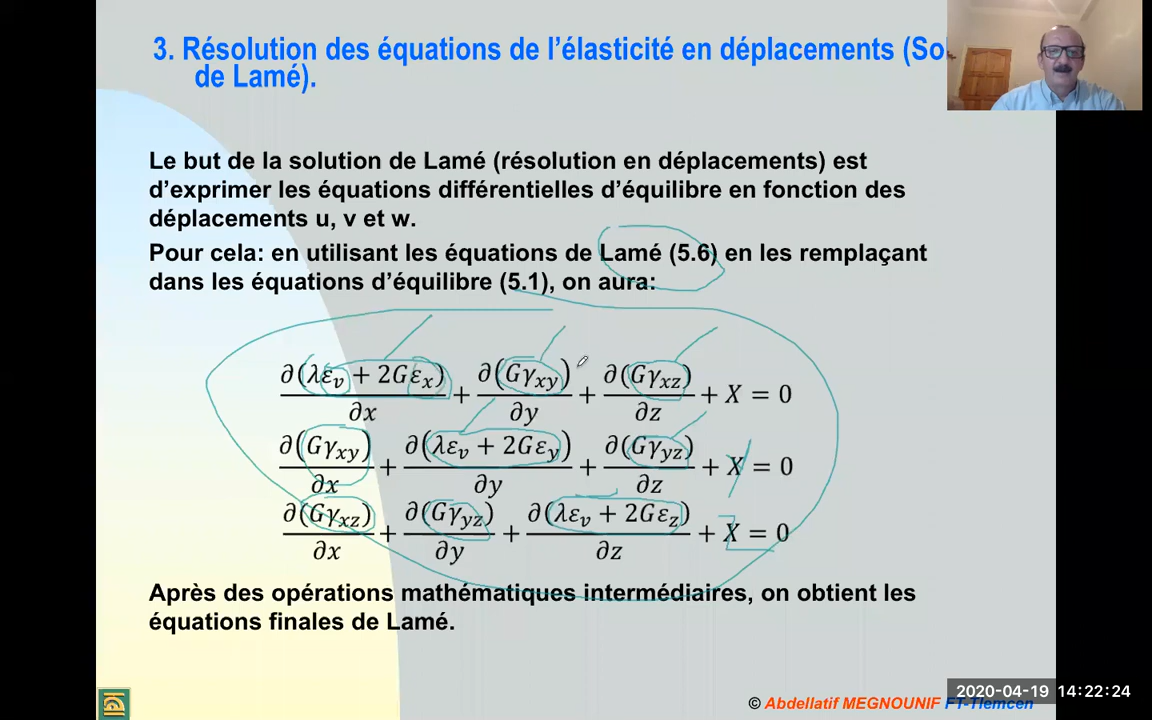 3. Résolution des équations de l'élasticité en déplacements (So
de Lamé).
Le but de la solution de Lamé (résolution en déplacements) est
d'exprimer les équations différentielles d'équilibre en fonction des
déplacements u, v et w.
Pour cela: en utilisant les équations de Lamé (5.6) en les remplaçant
dans les équations d'équilibre (5.1), on aura:
∂(λε_v + 2Gε_x)/∂x + ∂(Gγ_xy)/∂y + ∂(Gγ_xz)/∂z + X = 0
∂(Gγ_xy)/∂x + ∂(λε_v + 2Gε_y)/∂y + ∂(Gγ_yz)/∂z + X = 0
∂(Gγ_xz)/∂x + ∂(Gγ_yz)/∂y + ∂(λε_v + 2Gε_z)/∂z + X = 0
Après des opérations mathématiques intermédiaires, on obtient les
équations finales de Lamé.
2020-04-19 14:22:24
© Abdellatif MEGNOUNIF FT-Tlemcen